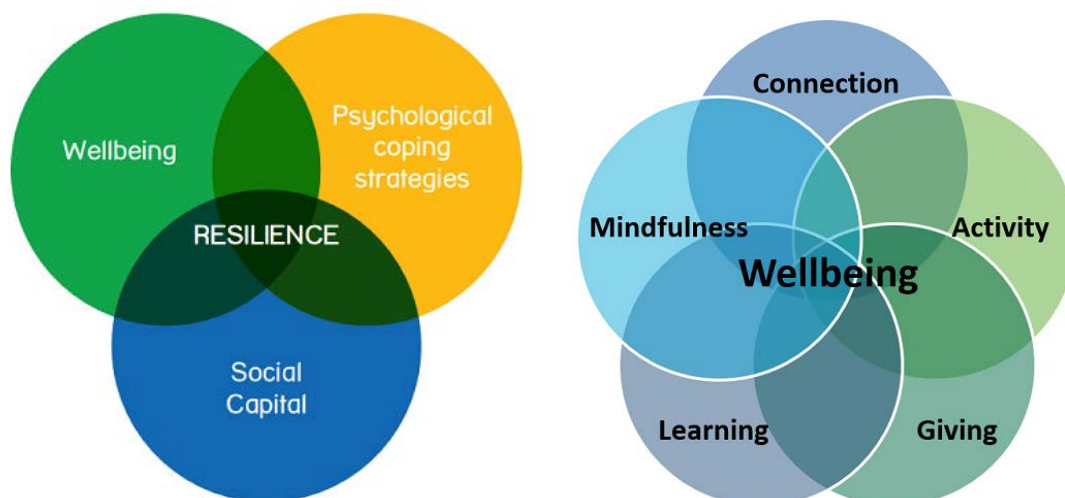 Wellbeing
Psychological
coping
strategies
RESILIENCE
Social
Capital
Connection
Mindfulness
Activity
Wellbeing
Learning
Giving